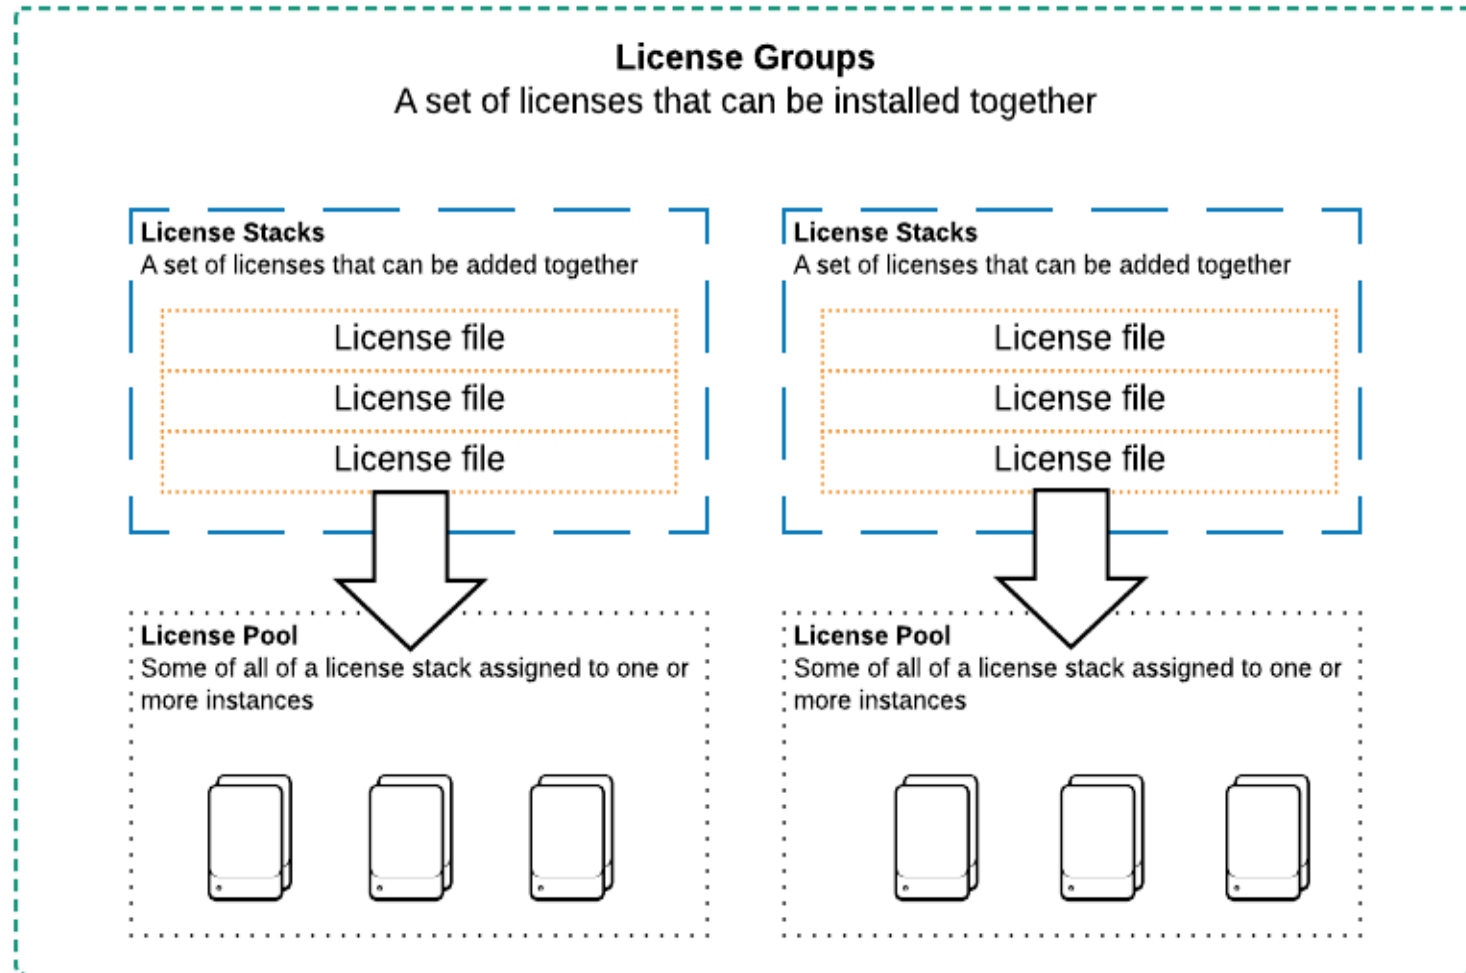 License Groups
A set of licenses that can be installed together
License Stacks
A set of licenses that can be added together
License file
License file
License file
License Stacks
A set of licenses that can be added together
License file
License file
License file
License Pool
Some of all of a license stack assigned to one or
more instances
License Pool
Some of all of a license stack assigned to one or
more instances